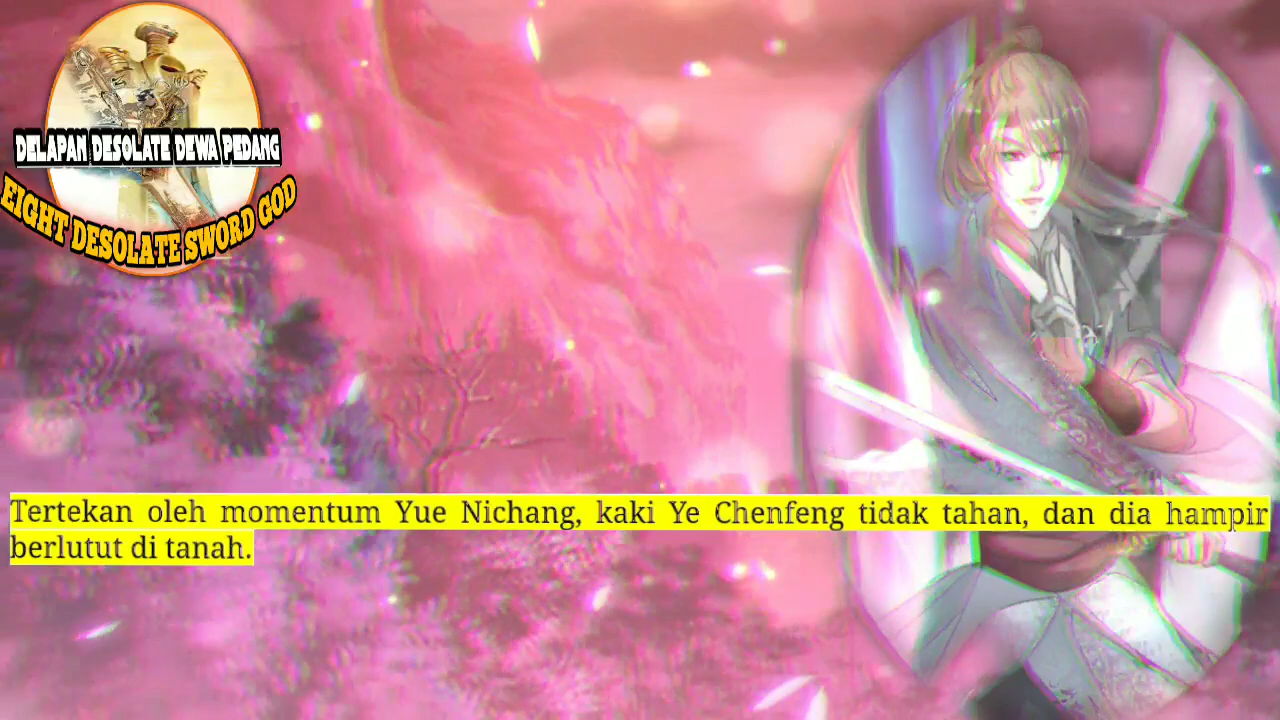 DELAPAN DESOLATE DEWA PEDANG
EIGHT DESOLATE SWORD GOD
Tertekan oleh momentum Yue Nichang, kaki Ye Chenfeng tidak tahan, dan dia hampir
berlutut di tanah.